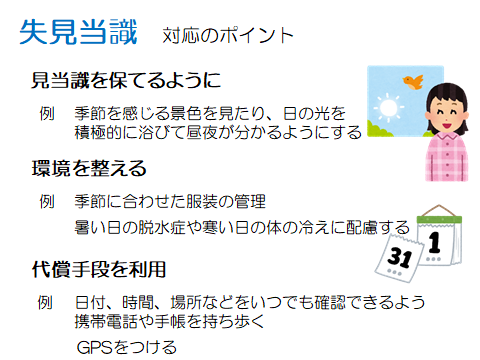 失見当識 対応のポイント
見当識を保てるように
例 季節を感じる景色を見たり、日の光を
積極的に浴びて昼夜が分かるようにする
環境を整える
例 季節に合わせた服装の管理
暑い日の脱水症や寒い日の体の冷えに配慮する
31
1
代償手段を利用
例 日付、時間、場所などをいつでも確認できるよう
携帯電話や手帳を持ち歩く
GPSをつける